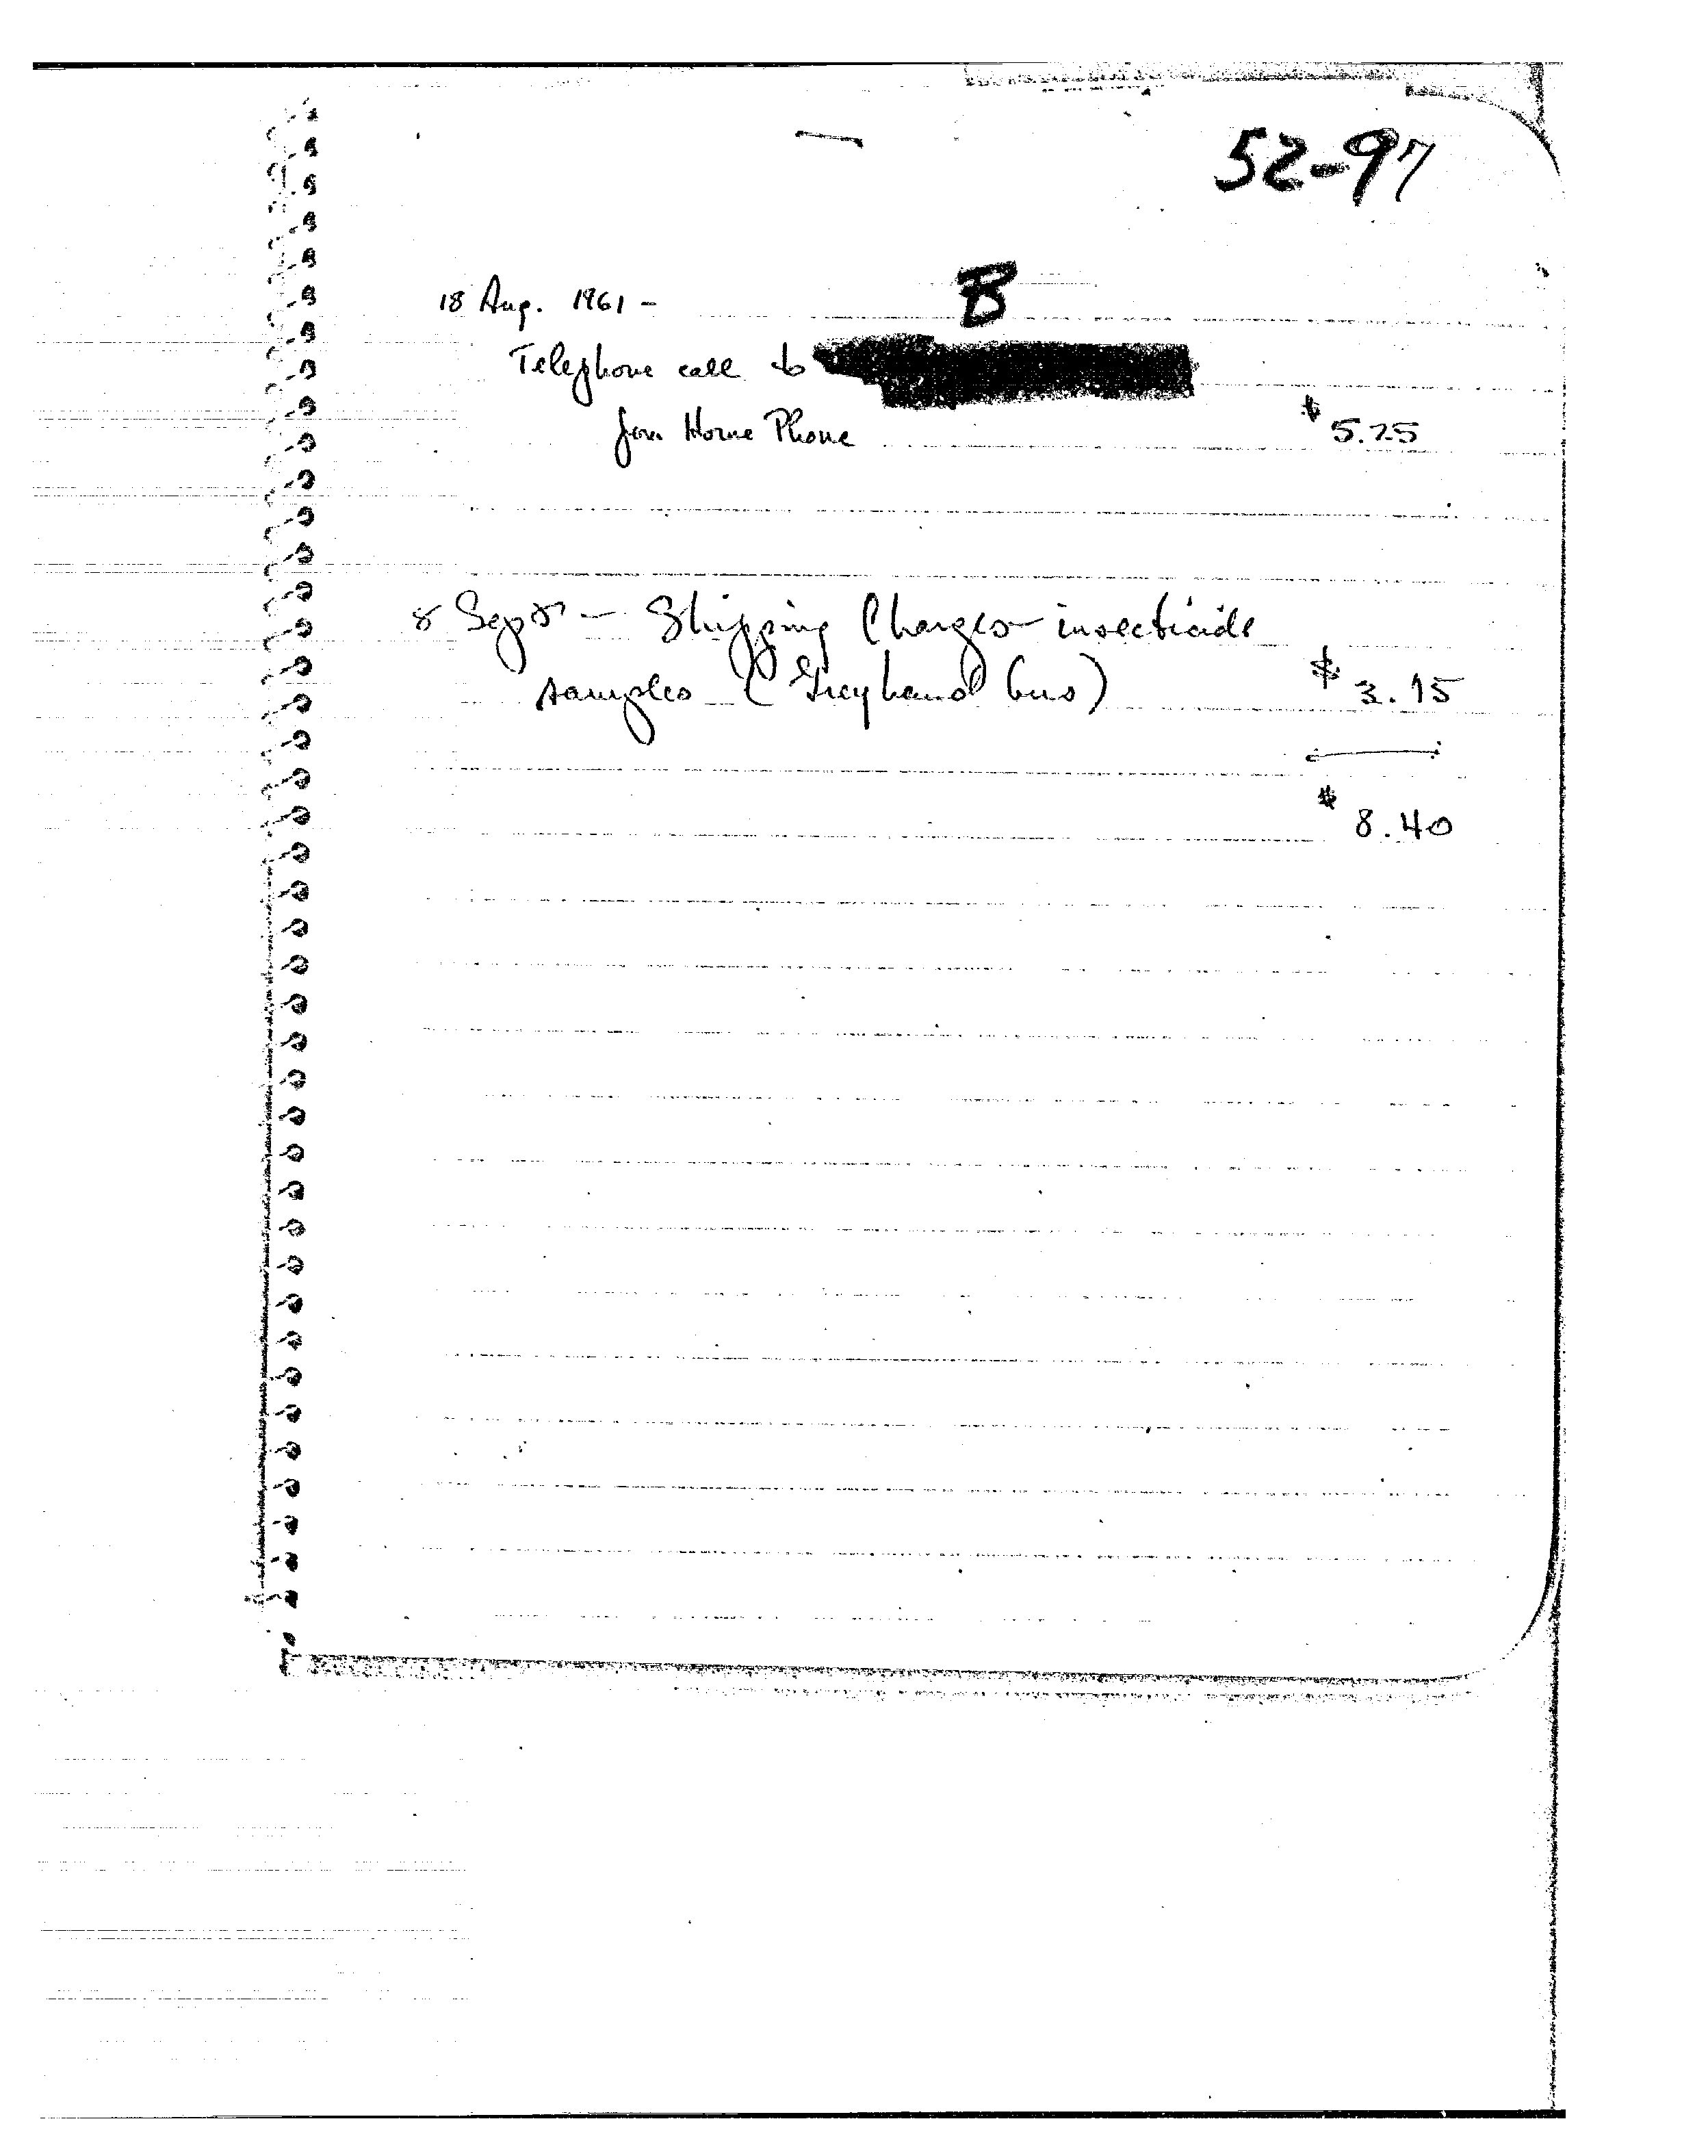 52-97
B
18 Aug. 1961 -
Telephone call to
from Home Phone $ 5.25
8 Sept - Shipping Charges - insecticide
samples (Greyhound bus) $ 3.15
$ 8.40